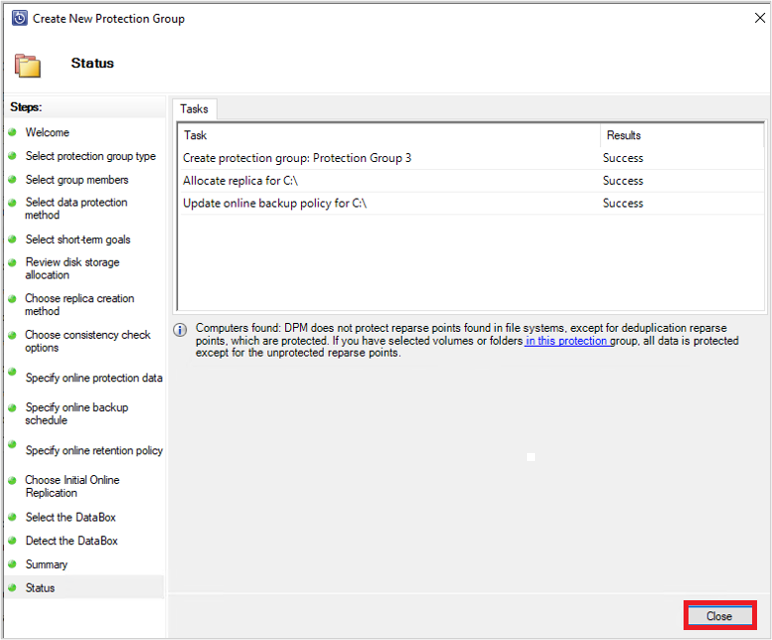 Create New Protection Group
Status
Steps:
Welcome
Select protection group type
Select group members
Select data protection
method
Select short-term goals
Review disk storage
allocation
Choose replica creation
method
Choose consistency check
options
Specify online protection data
Specify online backup
schedule
Specify online retention policy
Choose Initial Online
Replication
Select the DataBox
Detect the DataBox
Summary
Status
Tasks
Task Results
Create protection group: Protection Group 3 Success
Allocate replica for C:\ Success
Update online backup policy for C:\ Success
Computers found: DPM does not protect reparse points found in file systems, except for deduplication reparse
points, which are protected. If you have selected volumes or folders in this protection group, all data is protected
except for the unprotected reparse points.
Close